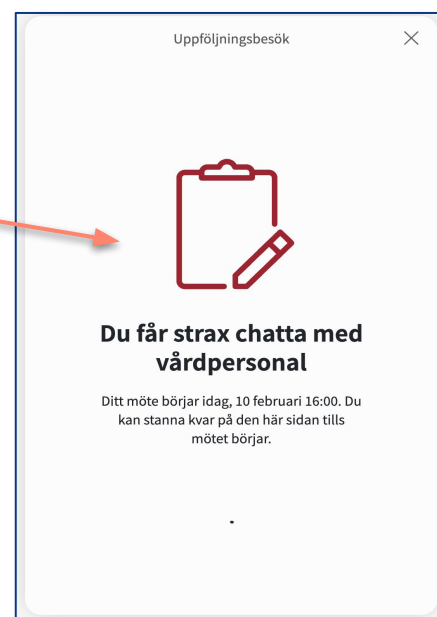 Uppföljningsbesök
Du får strax chatta med
vårdpersonal
Ditt möte börjar idag, 10 februari 16:00. Du
kan stanna kvar på den här sidan tills
mötet börjar.